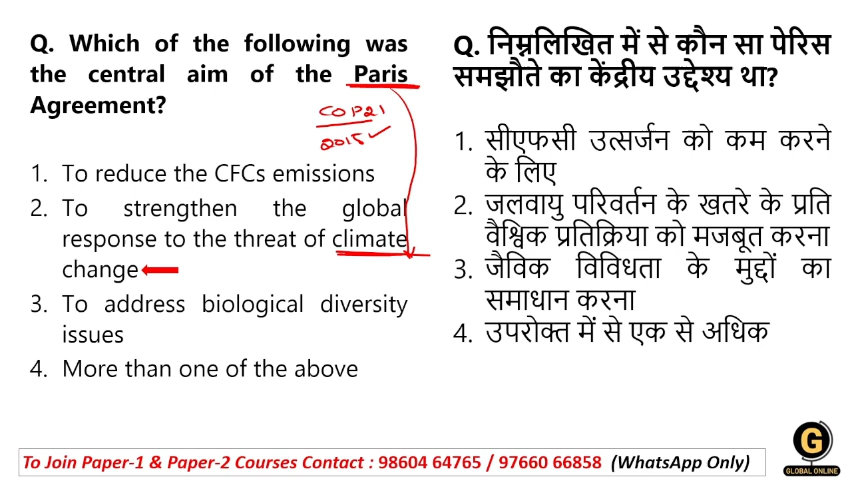 Q. Which of the following was
the central aim of the Paris
Agreement?
COP21
2015
1. To reduce the CFCs emissions
2. To strengthen the global
response to the threat of climate
change
3. To address biological diversity
issues
4. More than one of the above
Q. निम्नलिखित में से कौन सा पेरिस
समझौते का केंद्रीय उद्देश्य था?
1. सीएफसी उत्सर्जन को कम करने
के लिए
2. जलवायु परिवर्तन के खतरे के प्रति
वैश्विक प्रतिक्रिया को मजबूत करना
3. जैविक विविधता के मुद्दों का
समाधान करना
4. उपरोक्त में से एक से अधिक
G
GLOBAL ONLINE
To Join Paper-1 & Paper-2 Courses Contact : 98604 64765 / 97660 66858 (WhatsApp Only)